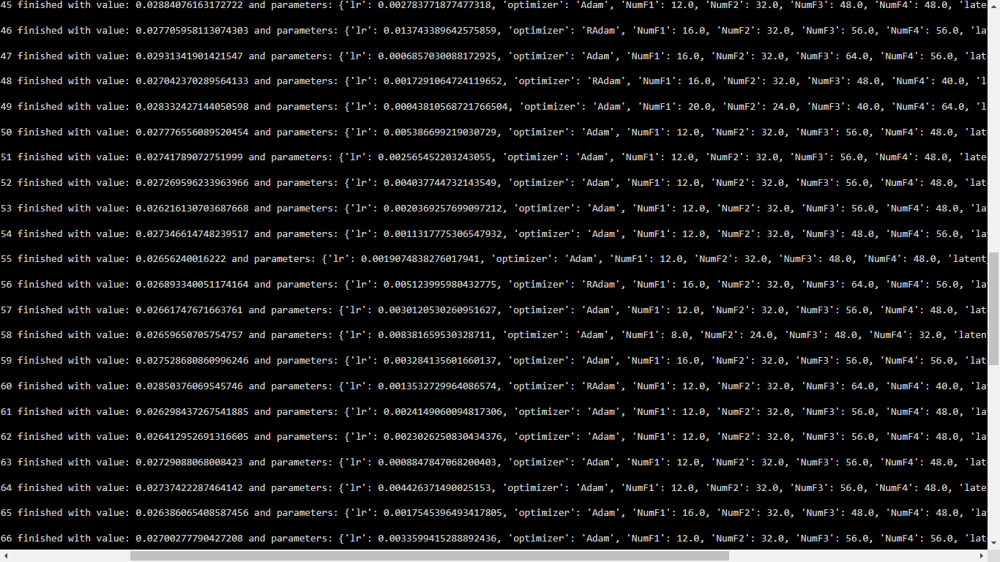 45 finished with value: 0.02884076163172722 and parameters: {'lr': 0.002783771877477318, 'optimizer': 'Adam', 'NumF1': 12.0, 'NumF2': 32.0, 'NumF3': 48.0, 'NumF4': 48.0, 'late
46 finished with value: 0.027705958113074303 and parameters: {'lr': 0.013743389642575859, 'optimizer': 'RAdam', 'NumF1': 16.0, 'NumF2': 32.0, 'NumF3': 56.0, 'NumF4': 56.0, 'lat
47 finished with value: 0.02931341901421547 and parameters: {'lr': 0.0006857030088172925, 'optimizer': 'Adam', 'NumF1': 16.0, 'NumF2': 32.0, 'NumF3': 64.0, 'NumF4': 56.0, 'late
48 finished with value: 0.027042370289564133 and parameters: {'lr': 0.0017291064724119652, 'optimizer': 'RAdam', 'NumF1': 16.0, 'NumF2': 32.0, 'NumF3': 48.0, 'NumF4': 40.0, 'la
49 finished with value: 0.028332427144050598 and parameters: {'lr': 0.00043810568721766504, 'optimizer': 'Adam', 'NumF1': 20.0, 'NumF2': 24.0, 'NumF3': 40.0, 'NumF4': 64.0, 'la
50 finished with value: 0.027776556089520454 and parameters: {'lr': 0.005386699219030729, 'optimizer': 'Adam', 'NumF1': 12.0, 'NumF2': 32.0, 'NumF3': 56.0, 'NumF4': 48.0, 'late
51 finished with value: 0.02741789072751999 and parameters: {'lr': 0.002565452203243055, 'optimizer': 'Adam', 'NumF1': 12.0, 'NumF2': 32.0, 'NumF3': 56.0, 'NumF4': 48.0, 'late
52 finished with value: 0.027269596233963966 and parameters: {'lr': 0.004037744732143549, 'optimizer': 'Adam', 'NumF1': 12.0, 'NumF2': 32.0, 'NumF3': 56.0, 'NumF4': 48.0, 'late
53 finished with value: 0.026216130703687668 and parameters: {'lr': 0.0020369257699097212, 'optimizer': 'Adam', 'NumF1': 12.0, 'NumF2': 32.0, 'NumF3': 56.0, 'NumF4': 48.0, 'lat
54 finished with value: 0.027346614748239517 and parameters: {'lr': 0.0011317775306547932, 'optimizer': 'Adam', 'NumF1': 12.0, 'NumF2': 32.0, 'NumF3': 48.0, 'NumF4': 56.0, 'lat
55 finished with value: 0.02656240016222 and parameters: {'lr': 0.0019074838276017941, 'optimizer': 'Adam', 'NumF1': 12.0, 'NumF2': 32.0, 'NumF3': 48.0, 'NumF4': 48.0, 'latent_
56 finished with value: 0.026893340051174164 and parameters: {'lr': 0.005123995980432775, 'optimizer': 'RAdam', 'NumF1': 16.0, 'NumF2': 32.0, 'NumF3': 64.0, 'NumF4': 56.0, 'lat
57 finished with value: 0.02661747671663761 and parameters: {'lr': 0.0030120530260951627, 'optimizer': 'Adam', 'NumF1': 12.0, 'NumF2': 32.0, 'NumF3': 56.0, 'NumF4': 48.0, 'late
58 finished with value: 0.02659650705754757 and parameters: {'lr': 0.008381659530328711, 'optimizer': 'Adam', 'NumF1': 8.0, 'NumF2': 24.0, 'NumF3': 48.0, 'NumF4': 32.0, 'latent
59 finished with value: 0.027528680860996246 and parameters: {'lr': 0.003284135601660137, 'optimizer': 'Adam', 'NumF1': 16.0, 'NumF2': 32.0, 'NumF3': 56.0, 'NumF4': 56.0, 'late
60 finished with value: 0.02850376069545746 and parameters: {'lr': 0.0013532729964086574, 'optimizer': 'RAdam', 'NumF1': 12.0, 'NumF2': 32.0, 'NumF3': 64.0, 'NumF4': 40.0, 'lat
61 finished with value: 0.026298437267541885 and parameters: {'lr': 0.0024149060094817306, 'optimizer': 'Adam', 'NumF1': 12.0, 'NumF2': 32.0, 'NumF3': 56.0, 'NumF4': 48.0, 'lat
62 finished with value: 0.026412952691316605 and parameters: {'lr': 0.0023026250830434376, 'optimizer': 'Adam', 'NumF1': 12.0, 'NumF2': 32.0, 'NumF3': 56.0, 'NumF4': 48.0, 'lat
63 finished with value: 0.02729088068008423 and parameters: {'lr': 0.0008847847068200403, 'optimizer': 'Adam', 'NumF1': 12.0, 'NumF2': 32.0, 'NumF3': 56.0, 'NumF4': 48.0, 'late
64 finished with value: 0.02737422287464142 and parameters: {'lr': 0.004426371490025153, 'optimizer': 'Adam', 'NumF1': 12.0, 'NumF2': 32.0, 'NumF3': 56.0, 'NumF4': 48.0, 'late
65 finished with value: 0.026386065408587456 and parameters: {'lr': 0.0017545396493417805, 'optimizer': 'Adam', 'NumF1': 16.0, 'NumF2': 32.0, 'NumF3': 48.0, 'NumF4': 48.0, 'lat
66 finished with value: 0.02700277790427208 and parameters: {'lr': 0.0033599415288892436, 'optimizer': 'Adam', 'NumF1': 12.0, 'NumF2': 32.0, 'NumF3': 56.0, 'NumF4': 56.0, 'late